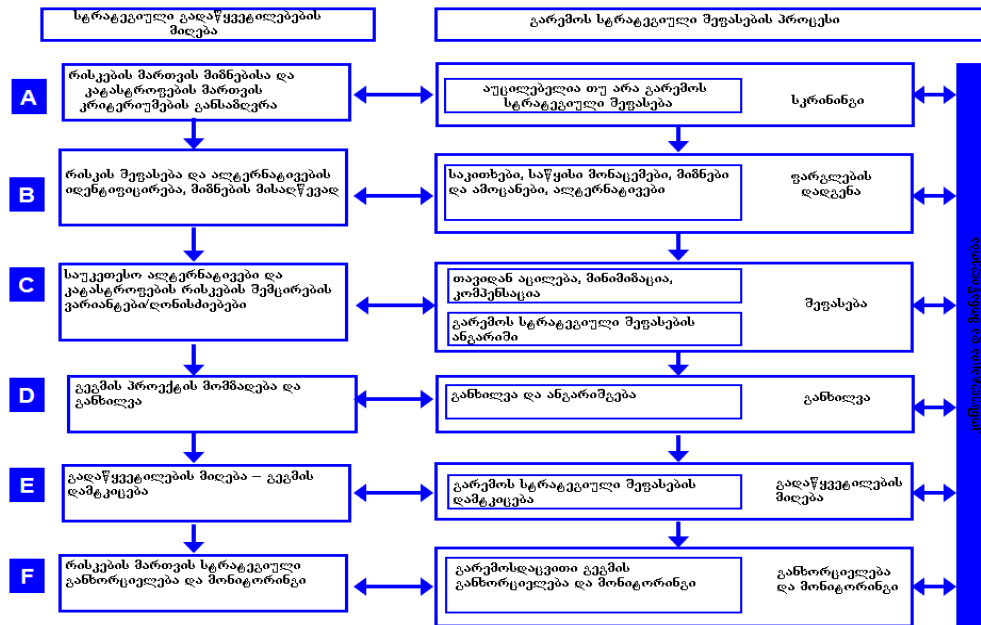 სტრატეგიული გადაწყვეტილებების
მიღება
გარემოს სტრატეგიული შეფასების პროცესი
A
რისკების მართვის მიზნებისა და
კატასტროფების მართვის
კრიტერიუმების განსაზღვრა
აუცილებელია თუ არა გარემოს
სტრატეგიული შეფასება
სკრინინგი
B
რისკის შეფასება და ალტერნატივების
იდენტიფიცირება, მიზნების მისაღწევად
საკითხები, საწყისი მონაცემები, მიზნები
და ამოცანები, ალტერნატივები
ფარგლების
დადგენა
C
საუკეთესო ალტერნატივები და
კატასტროფების რისკების შემცირების
ვარიანტები/ღონისძიებები
თავიდან აცილება, მინიმიზაცია,
კომპენსაცია
გარემოს სტრატეგიული შეფასების
ანგარიში
შეფასება
D
გეგმის პროექტის მომზადება და
განხილვა
განხილვა და ანგარიშგება
განხილვა
E
გადაწყვეტილების მიღება – გეგმის
დამტკიცება
გარემოს სტრატეგიული შეფასების
დამტკიცება
გადაწყვეტილების
მიღება
F
რისკების მართვის სტრატეგიული
განხორციელება და მონიტორინგი
გარემოსდაცვითი გეგმის
განხორციელება და მონიტორინგი
განხორციელება
და მონიტორინგი
კონსულტაცია და მონაწილეობა